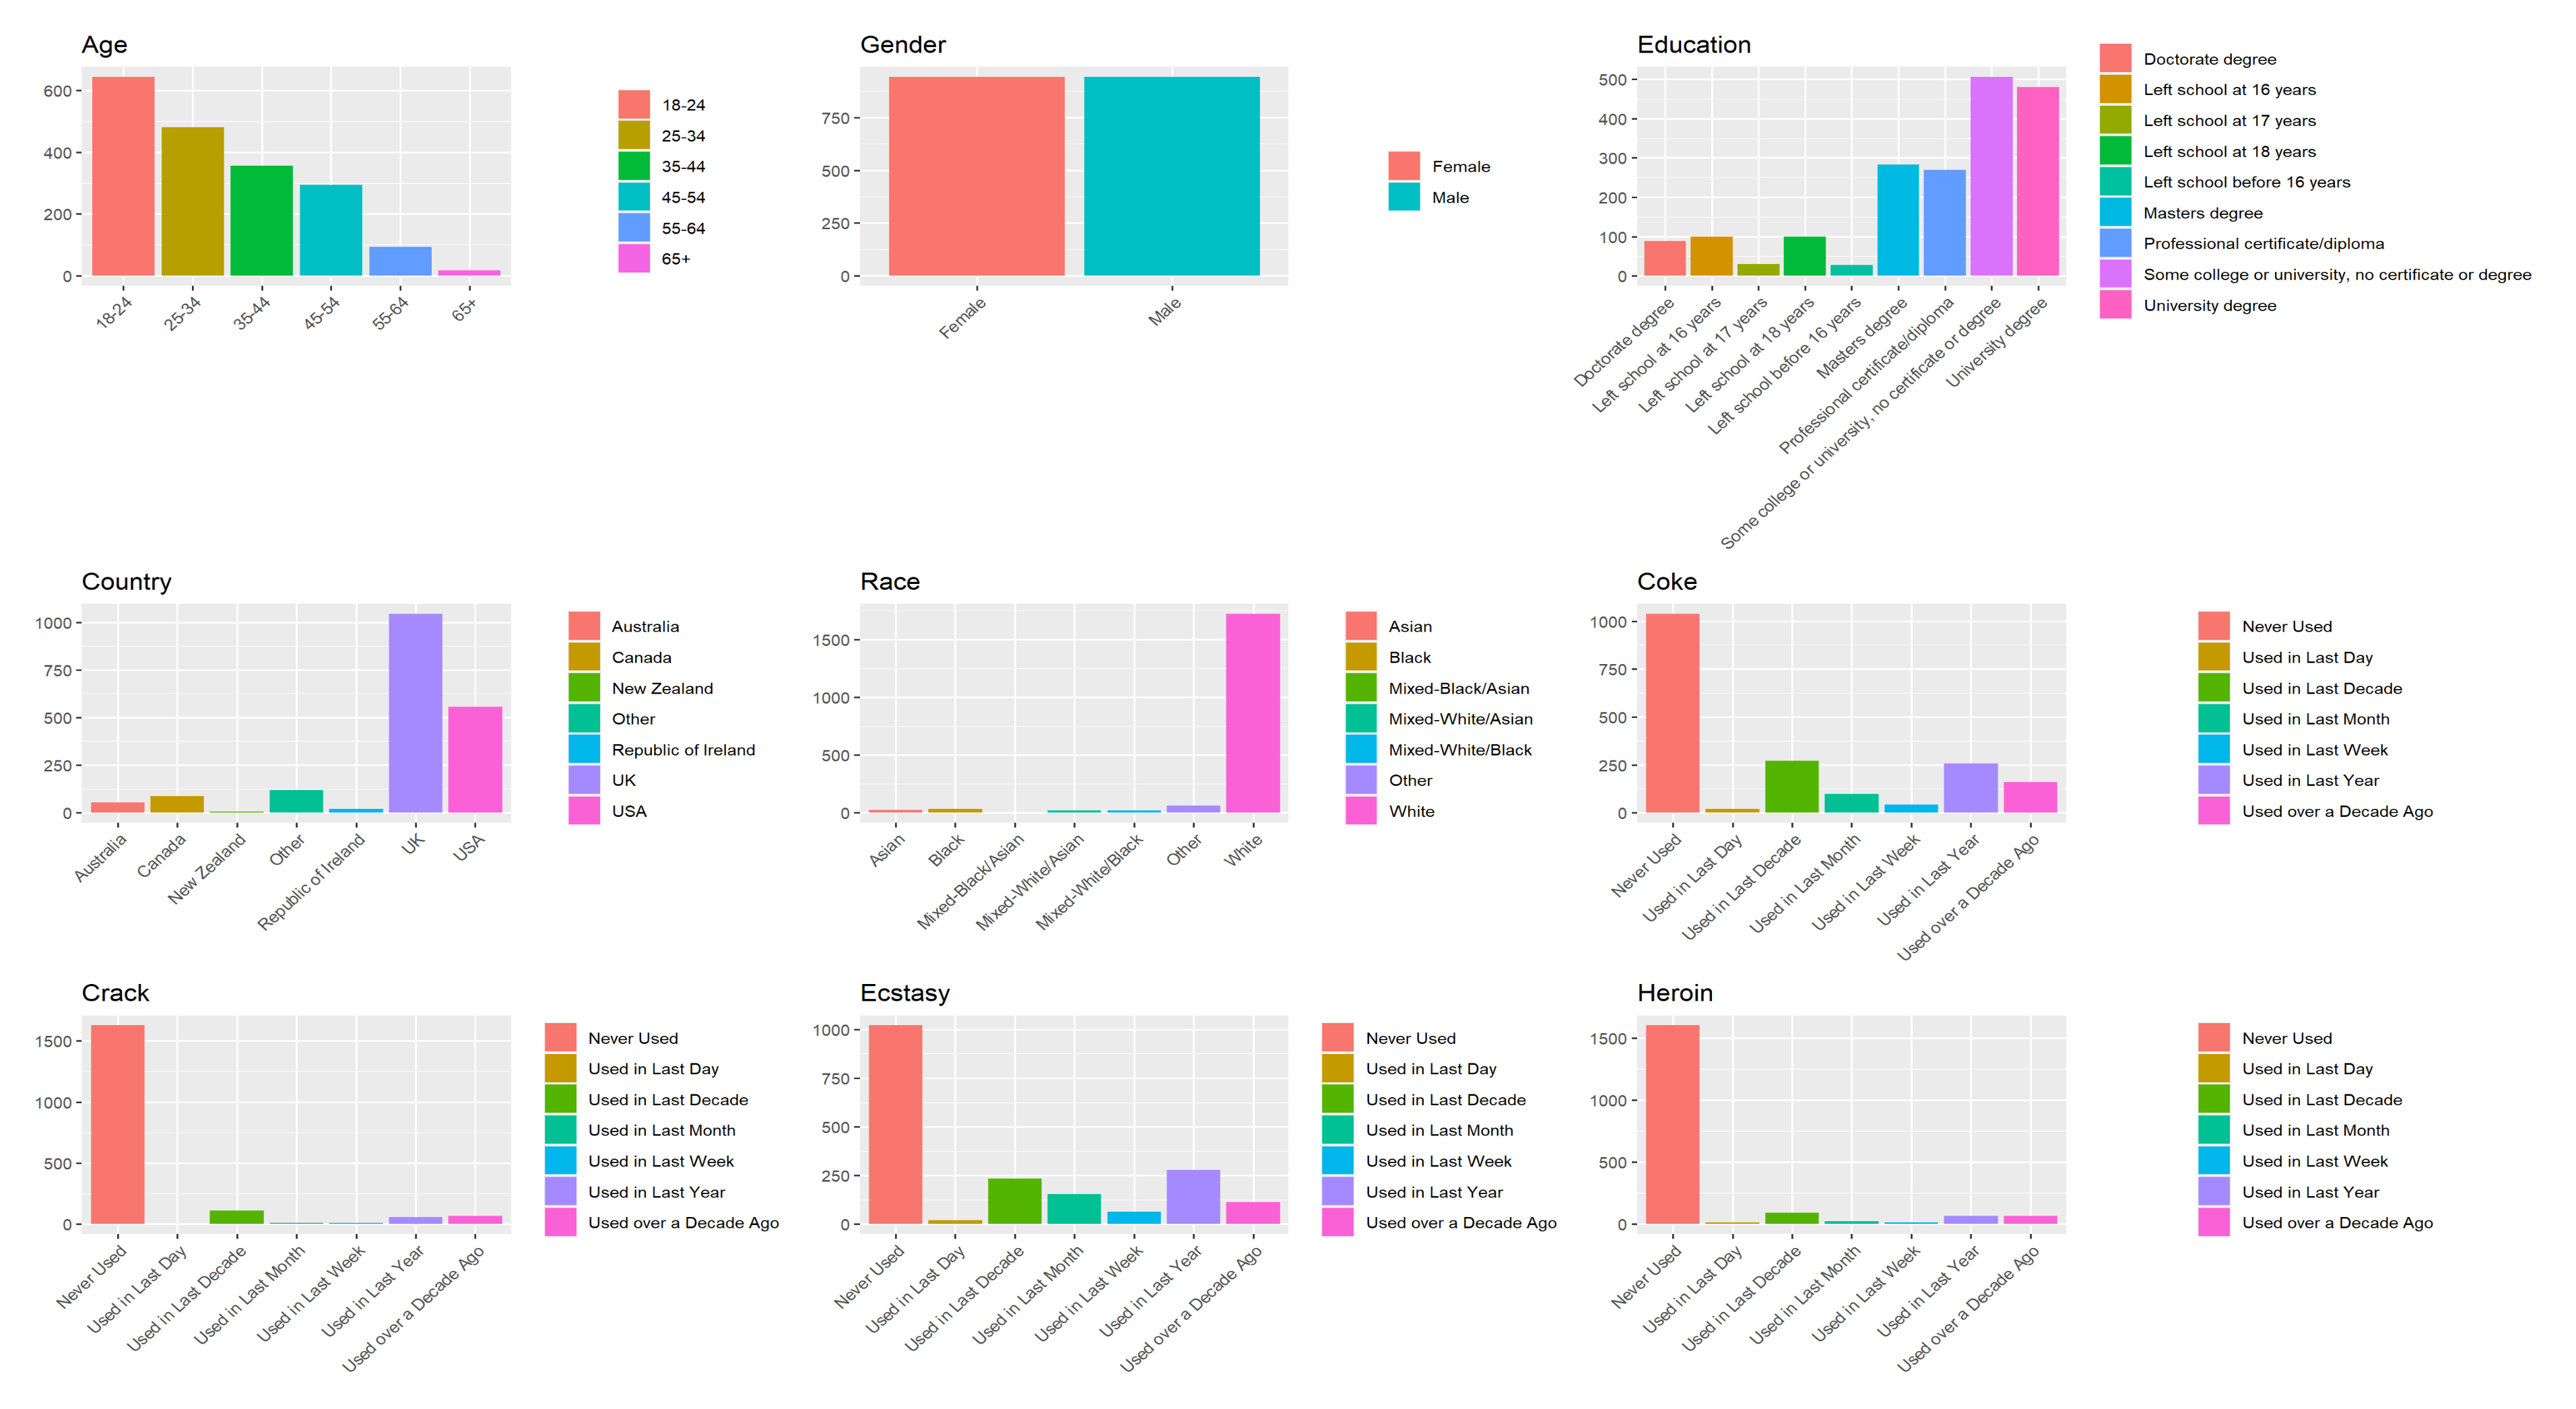 Age
600
400
200
0
18-24
25-34
35-44
45-54
55-64
65+
18-24
25-34
35-44
45-54
55-64
65+
Gender
750
500
250
0
Female
Male
Female
Male
Education
500
400
300
200
100
0
Doctorate degree
Left school at 16 years
Left school at 17 years
Left school at 18 years
Left school before 16 years
Masters degree
Professional certificate/diploma
Some college or university, no certificate or degree
University degree
Doctorate degree
Left school at 16 years
Left school at 17 years
Left school at 18 years
Left school before 16 years
Masters degree
Professional certificate/diploma
Some college or university, no certificate or degree
University degree
Country
1000
750
500
250
0
Australia
Canada
New Zealand
Other
Republic of Ireland
UK
USA
Australia
Canada
New Zealand
Other
Republic of Ireland
UK
USA
Race
1500
1000
500
0
Asian
Black
Mixed-Black/Asian
Mixed-White/Asian
Mixed-White/Black
Other
White
Asian
Black
Mixed-Black/Asian
Mixed-White/Asian
Mixed-White/Black
Other
White
Coke
1000
750
500
250
0
Never Used
Used in Last Day
Used in Last Decade
Used in Last Month
Used in Last Week
Used in Last Year
Used over a Decade Ago
Never Used
Used in Last Day
Used in Last Decade
Used in Last Month
Used in Last Week
Used in Last Year
Used over a Decade Ago
Crack
1500
1000
500
0
Never Used
Used in Last Day
Used in Last Decade
Used in Last Month
Used in Last Week
Used in Last Year
Used over a Decade Ago
Never Used
Used in Last Day
Used in Last Decade
Used in Last Month
Used in Last Week
Used in Last Year
Used over a Decade Ago
Ecstasy
1000
750
500
250
0
Never Used
Used in Last Day
Used in Last Decade
Used in Last Month
Used in Last Week
Used in Last Year
Used over a Decade Ago
Never Used
Used in Last Day
Used in Last Decade
Used in Last Month
Used in Last Week
Used in Last Year
Used over a Decade Ago
Heroin
1500
1000
500
0
Never Used
Used in Last Day
Used in Last Decade
Used in Last Month
Used in Last Week
Used in Last Year
Used over a Decade Ago
Never Used
Used in Last Day
Used in Last Decade
Used in Last Month
Used in Last Week
Used in Last Year
Used over a Decade Ago